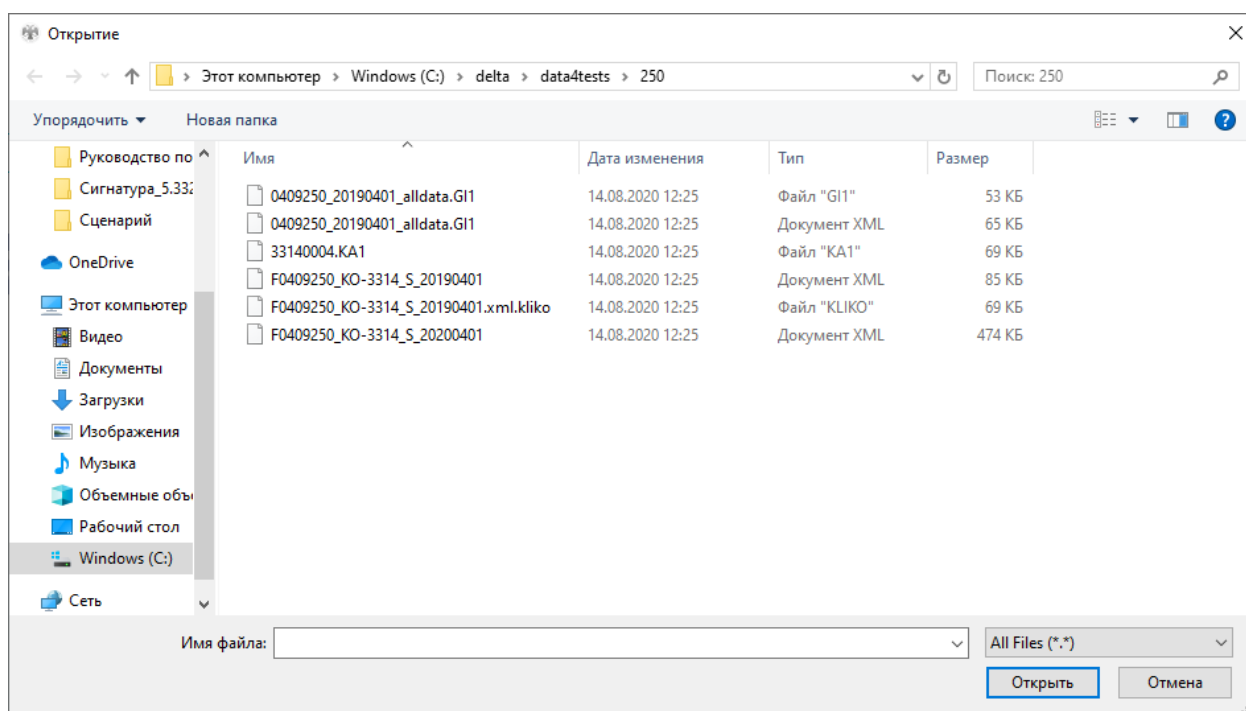 Открытие
Этот компьютер > Windows (C:) > delta > data4tests > 250
Поиск: 250
Упорядочить
Новая папка
Имя
Дата изменения
Тип
Размер
Руководство по
Сигнатура_5.332
Сценарий
OneDrive
Этот компьютер
Видео
Документы
Загрузки
Изображения
Музыка
Объемные объ
Рабочий стол
Windows (C:)
Сеть
0409250_20190401_alldata.GI1 14.08.2020 12:25 Файл "GI1" 53 КБ
0409250_20190401_alldata.GI1 14.08.2020 12:25 Документ XML 65 КБ
33140004.KA1 14.08.2020 12:25 Файл "KA1" 69 КБ
F0409250_KO-3314_S_20190401 14.08.2020 12:25 Документ XML 85 КБ
F0409250_KO-3314_S_20190401.xml.kliko 14.08.2020 12:25 Файл "KLIKO" 69 КБ
F0409250_KO-3314_S_20200401 14.08.2020 12:25 Документ XML 474 КБ
Имя файла:
All Files (*.*)
Открыть
Отмена